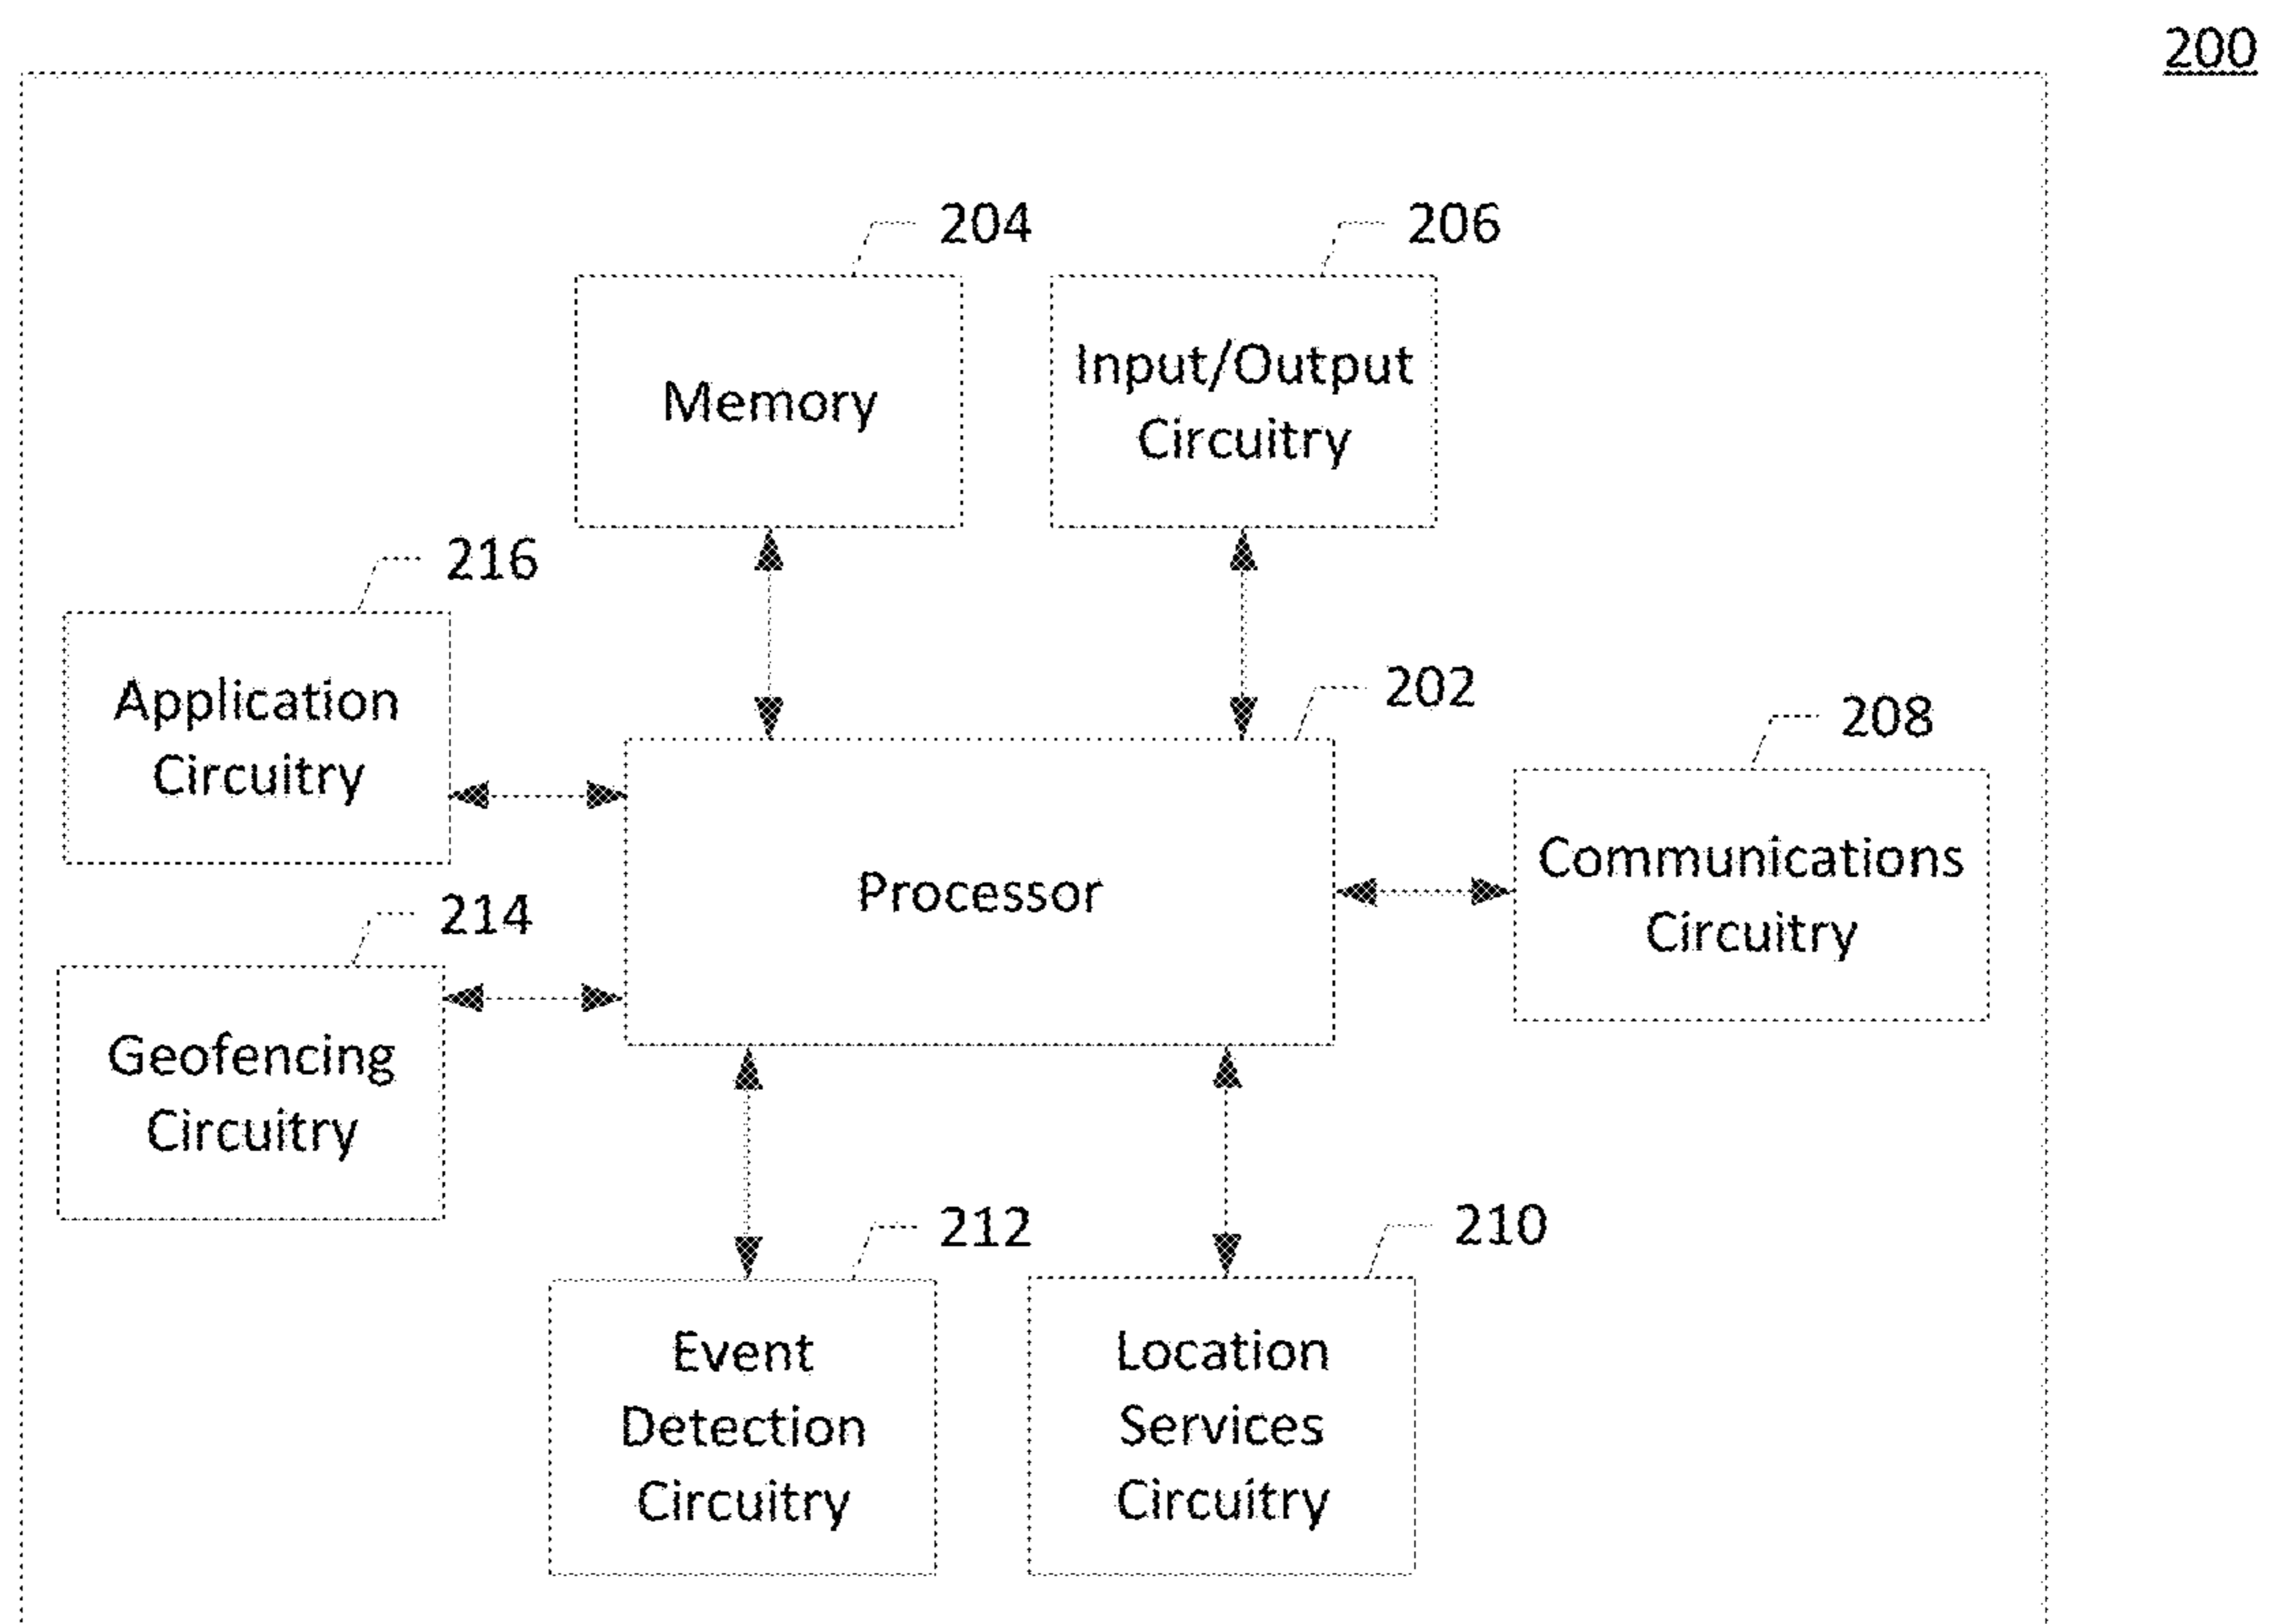 200
204
206
Memory
Input/Output
Circuitry
216
Application
Circuitry
202
208
Processor
Communications
Circuitry
214
Geofencing
Circuitry
212
210
Event
Detection
Circuitry
Location
Services
Circuitry